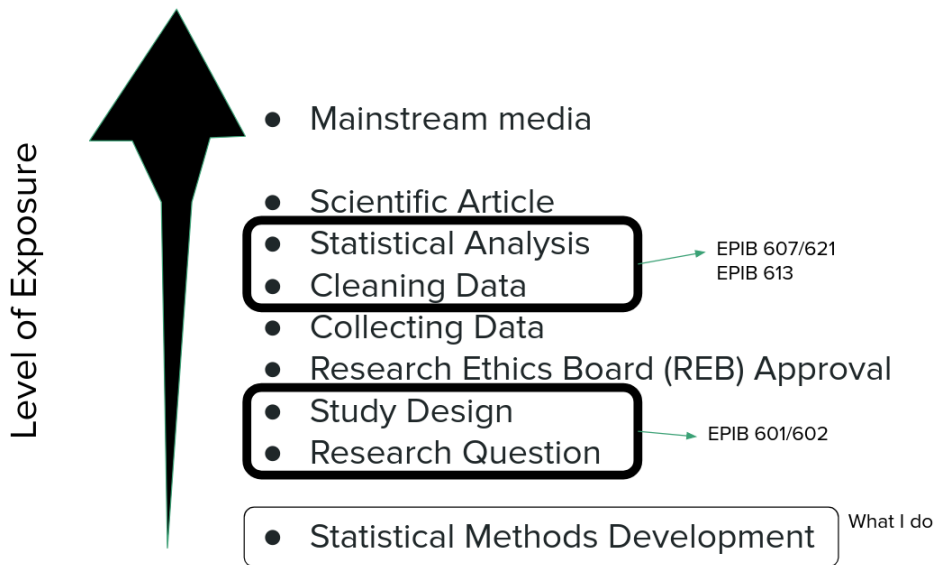 Level of Exposure
● Mainstream media
● Scientific Article
● Statistical Analysis
● Cleaning Data
EPIB 607/621
EPIB 613
● Collecting Data
● Research Ethics Board (REB) Approval
● Study Design
● Research Question
EPIB 601/602
● Statistical Methods Development
What I do